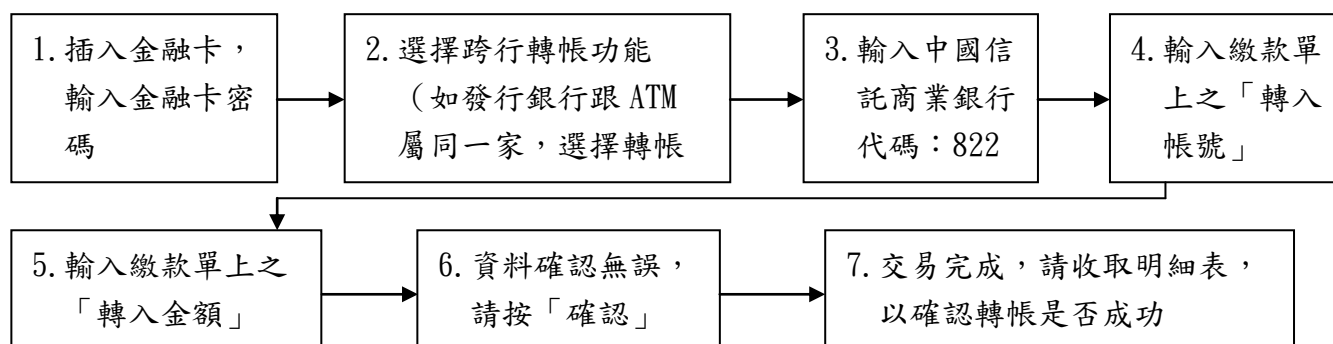 1.插入金融卡，
輸入金融卡密
碼
2.選擇跨行轉帳功能
（如發行銀行跟 ATM
屬同一家，選擇轉帳
3.輸入中國信
託商業銀行
代碼：822
4.輸入繳款單
上之「轉入
帳號」
5.輸入繳款單上之
「轉入金額」
6.資料確認無誤，
請按「確認」
7.交易完成，請收取明細表，
以確認轉帳是否成功